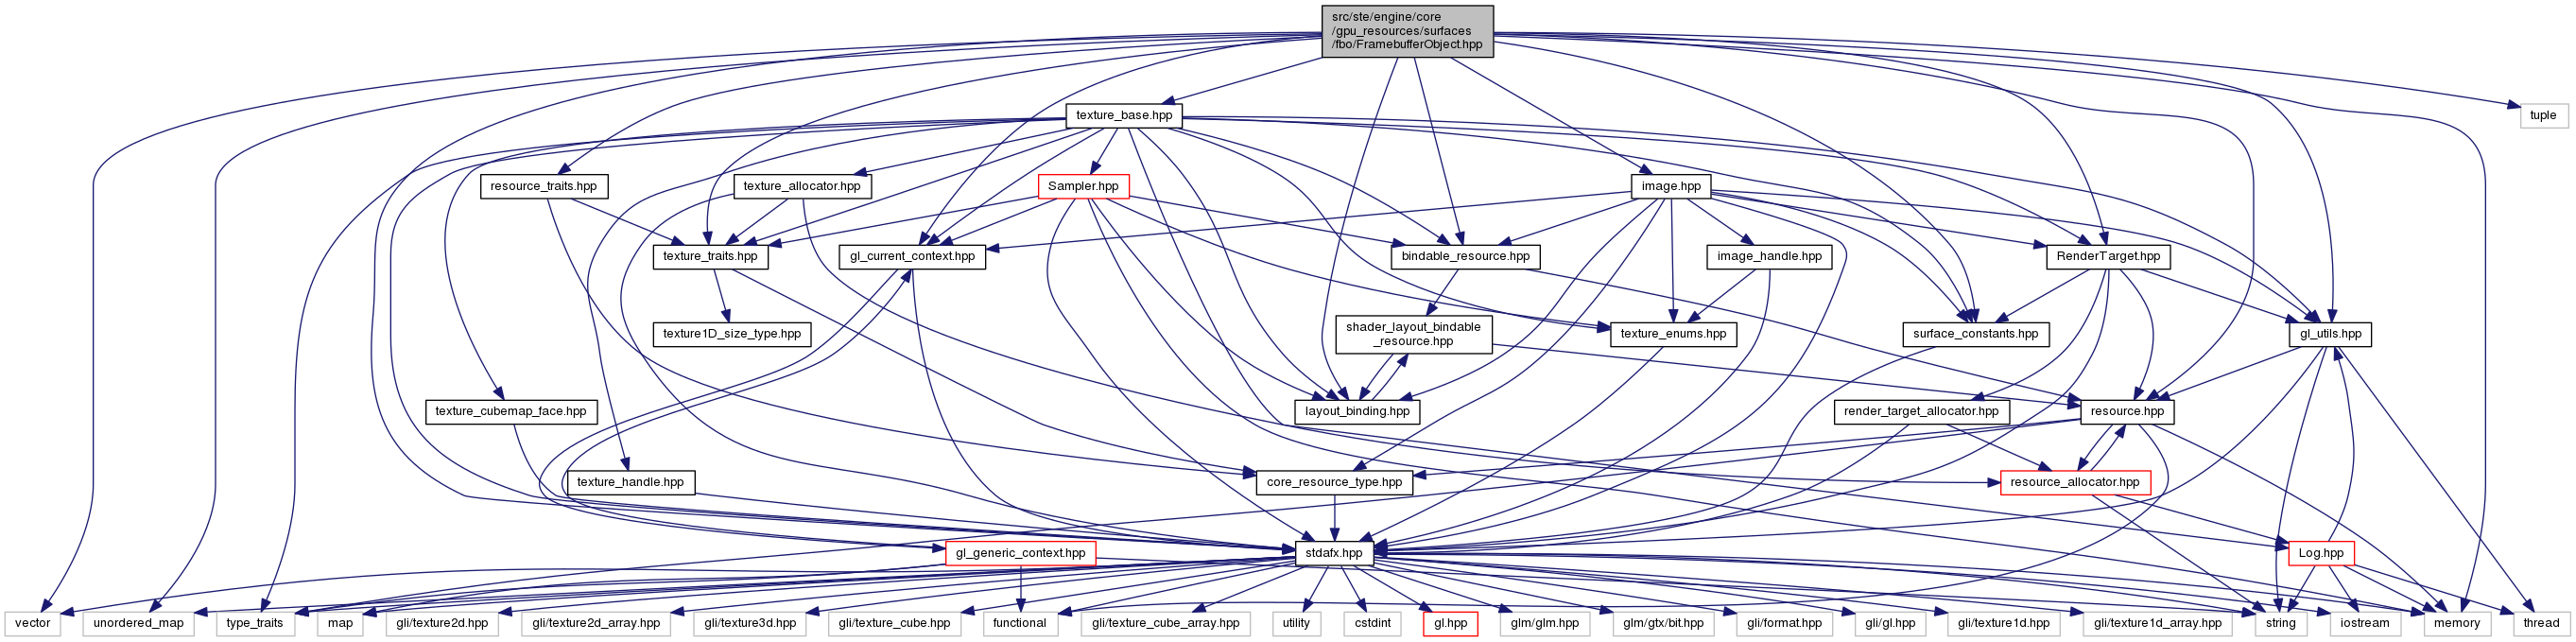 src/ste/engine/core
/gpu_resources/surfaces
/fbo/FramebufferObject.hpp
texture_base.hpp
tuple
resource_traits.hpp
texture_allocator.hpp
Sampler.hpp
image.hpp
texture_traits.hpp
gl_current_context.hpp
bindable_resource.hpp
image_handle.hpp
RenderTarget.hpp
texture1D_size_type.hpp
shader_layout_bindable
_resource.hpp
texture_enums.hpp
surface_constants.hpp
gl_utils.hpp
texture_cubemap_face.hpp
layout_binding.hpp
render_target_allocator.hpp
resource.hpp
texture_handle.hpp
core_resource_type.hpp
resource_allocator.hpp
gl_generic_context.hpp
stdafx.hpp
Log.hpp
vector
unordered_map
type_traits
map
gli/texture2d.hpp
gli/texture2d_array.hpp
gli/texture3d.hpp
gli/texture_cube.hpp
functional
gli/texture_cube_array.hpp
utility
cstdint
gl.hpp
glm/glm.hpp
glm/gtx/bit.hpp
gli/format.hpp
gli/gl.hpp
gli/texture1d.hpp
gli/texture1d_array.hpp
string
iostream
memory
thread